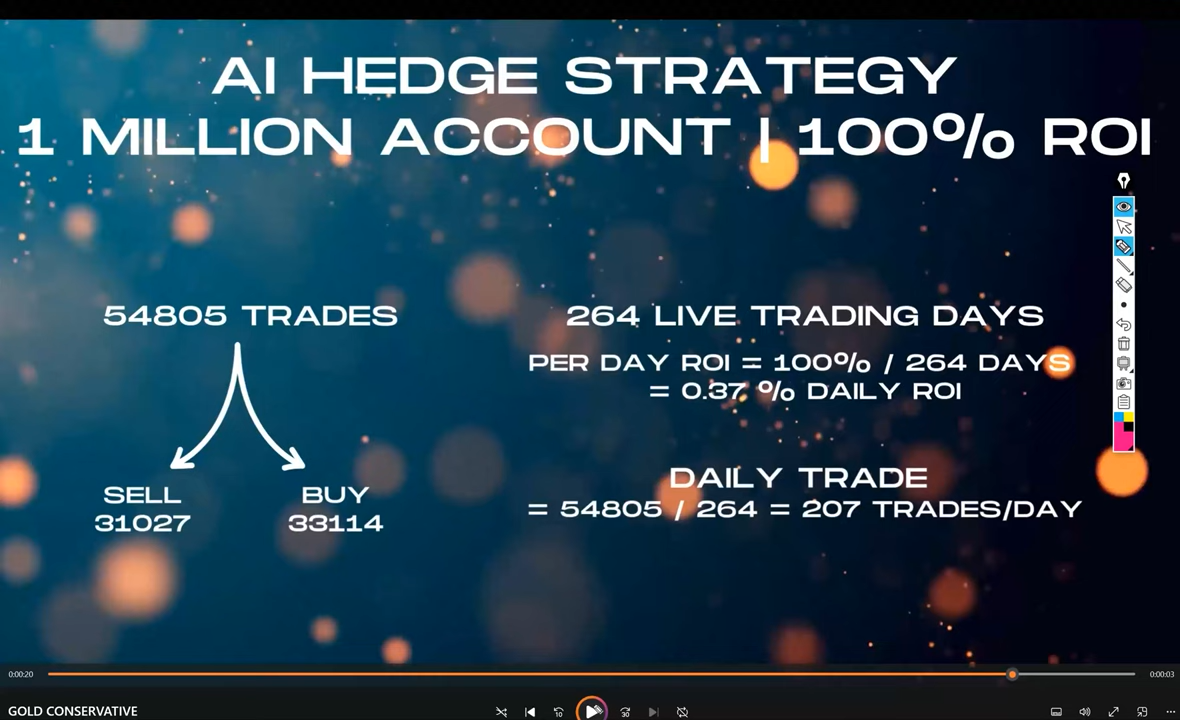 AI HEDGE STRATEGY
1 MILLION ACCOUNT | 100% ROI
54805 TRADES
SELL
31027
BUY
33114
264 LIVE TRADING DAYS
PER DAY ROI = 100% / 264 DAYS
= 0.37 % DAILY ROI
DAILY TRADE
= 54805 / 264 = 207 TRADES/DAY
0:00:20
0:00:03
GOLD CONSERVATIVE
10
30